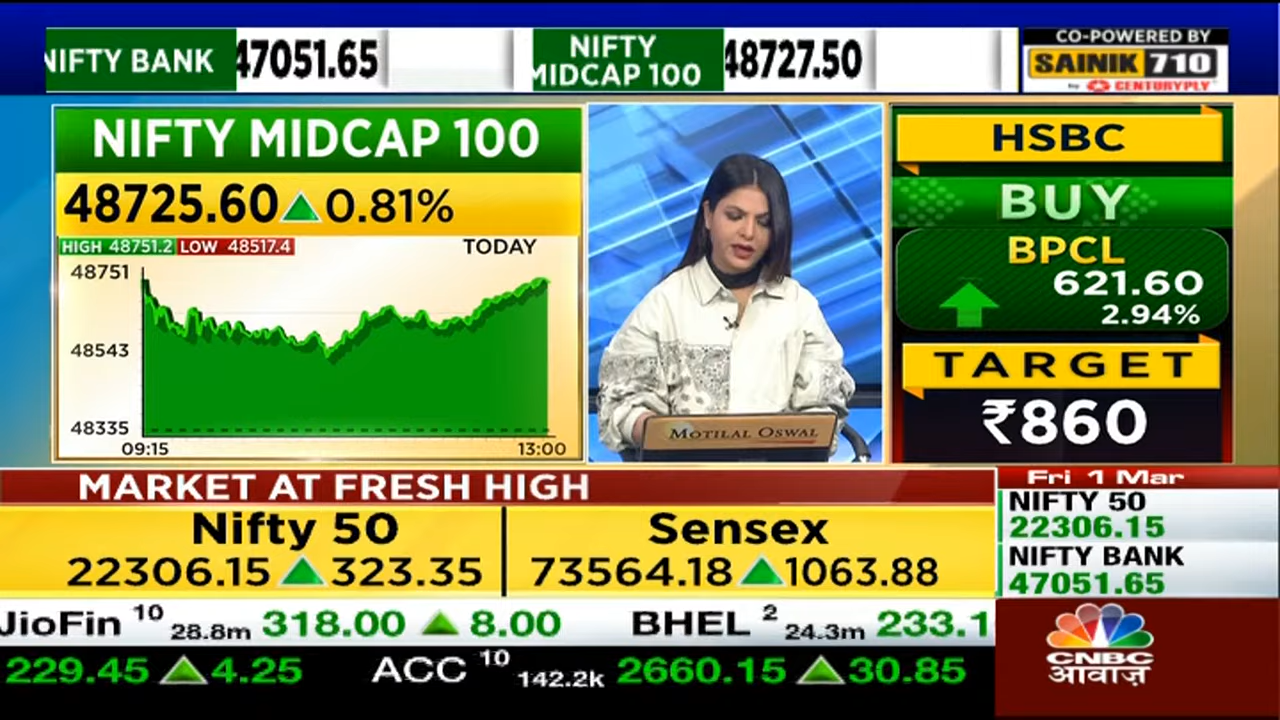 NIFTY BANK
47051.65
NIFTY
MIDCAP 100
48727.50
CO-POWERED BY
SAINIK 710
by CENTURYPLY
NIFTY MIDCAP 100
48725.60 0.81%
HIGH 48751.2 LOW 48517.4
TODAY
48751
48543
48335
09:15
13:00
MOTILAL OSWAL
HSBC
BUY
BPCL
621.60
2.94%
TARGET
₹860
MARKET AT FRESH HIGH
Nifty 50
22306.15 323.35
Sensex
73564.18 1063.88
Fri 1 Mar
NIFTY 50
22306.15
NIFTY BANK
47051.65
JioFin 10 28.8m 318.00 8.00 BHEL 2 24.3m 233.1
229.45 4.25 ACC 10 142.2k 2660.15 30.85
CNBC
आवाज़